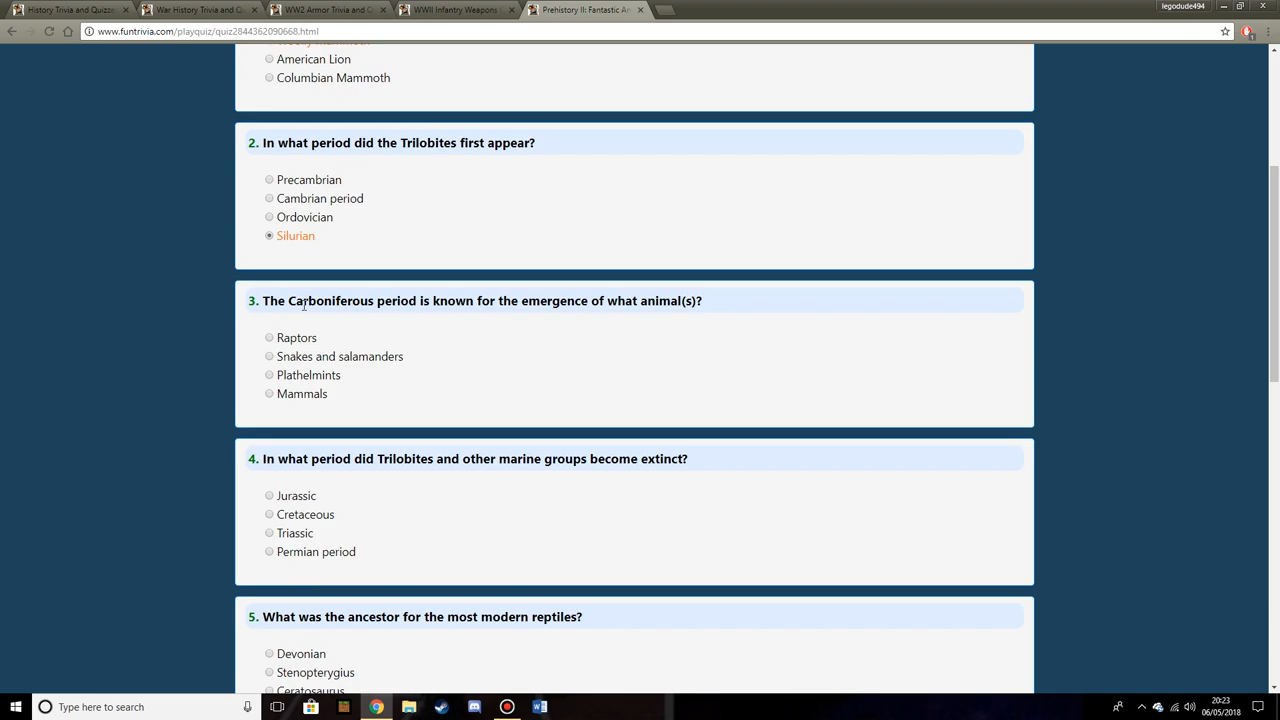 History Trivia and Quizze
War History Trivia and Q
WW2 Armor Trivia and Q
WWII Infantry Weapons
Prehistory II: Fantastic An
legodude494
www.funtrivia.com/playquiz/quiz2844362090668.html
American Lion
Columbian Mammoth
2. In what period did the Trilobites first appear?
Precambrian
Cambrian period
Ordovician
Silurian
3. The Carboniferous period is known for the emergence of what animal(s)?
Raptors
Snakes and salamanders
Plathelmints
Mammals
4. In what period did Trilobites and other marine groups become extinct?
Jurassic
Cretaceous
Triassic
Permian period
5. What was the ancestor for the most modern reptiles?
Devonian
Stenopterygius
Ceratosaurus
Type here to search
20:23
06/05/2018